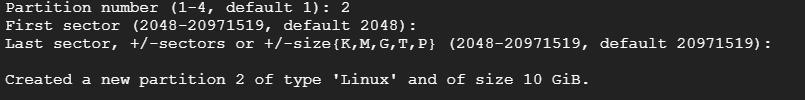 Partition number (1-4, default 1): 2
First sector (2048-20971519, default 2048):
Last sector, +/-sectors or +/-size{K,M,G,T,P} (2048-20971519, default 20971519):
Created a new partition 2 of type 'Linux' and of size 10 GiB.